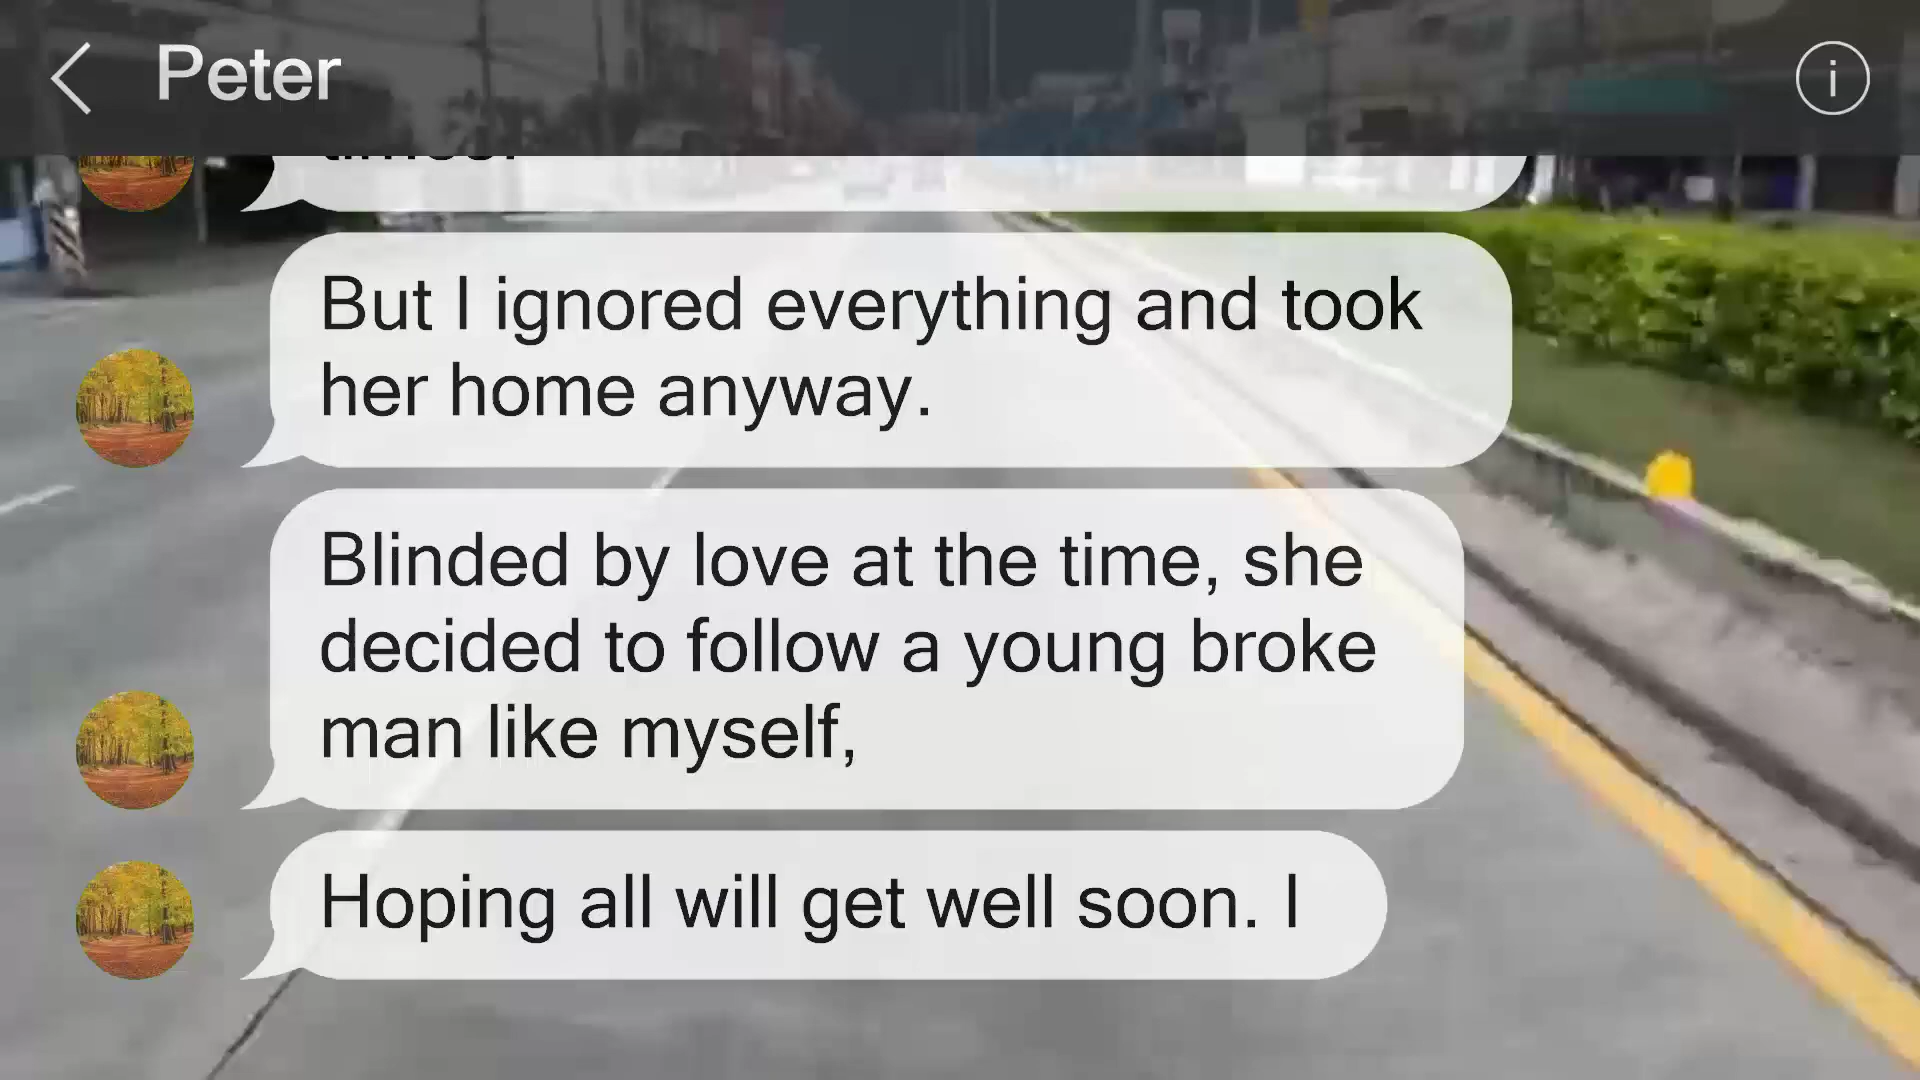 Peter
But I ignored everything and took
her home anyway.
Blinded by love at the time, she
decided to follow a young broke
man like myself,
Hoping all will get well soon. I